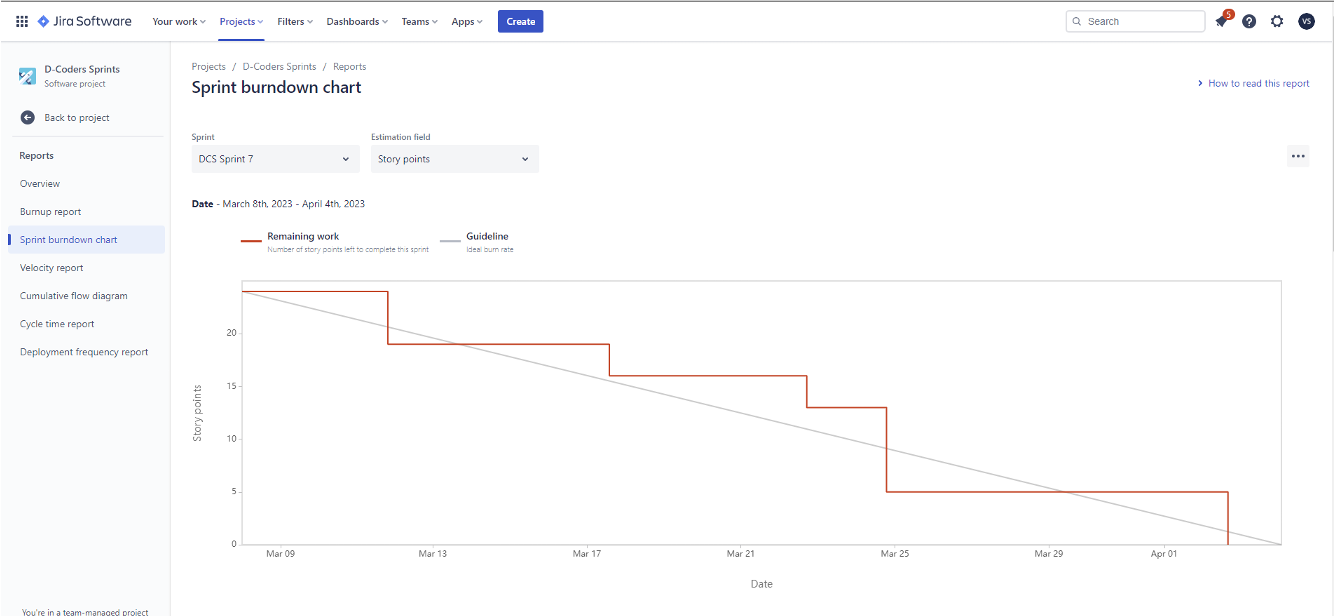 Jira Software Your work Projects Filters Dashboards Teams Apps Create Search 5 ? VS
D-Coders Sprints
Software project
Back to project
Reports
Overview
Burnup report
Sprint burndown chart
Velocity report
Cumulative flow diagram
Cycle time report
Deployment frequency report
You're in a team-managed project
Projects / D-Coders Sprints / Reports
Sprint burndown chart
How to read this report
Sprint Estimation field
DCS Sprint 7 Story points
Date - March 8th, 2023 - April 4th, 2023
Remaining work Guideline
Number of story points left to complete this sprint Ideal burn rate
Story points
20
15
10
5
0
Mar 09 Mar 13 Mar 17 Mar 21 Mar 25 Mar 29 Apr 01
Date